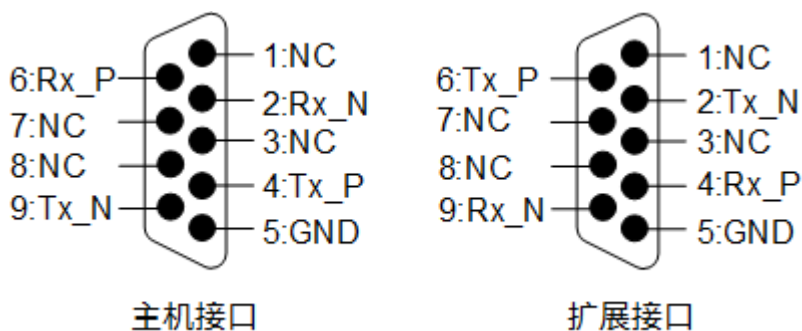 1:NC
6:Rx_P
2:Rx_N
7:NC
3:NC
8:NC
4:Tx_P
9:Tx_N
5:GND
主机接口
1:NC
6:Tx_P
2:Tx_N
7:NC
3:NC
8:NC
4:Rx_P
9:Rx_N
5:GND
扩展接口